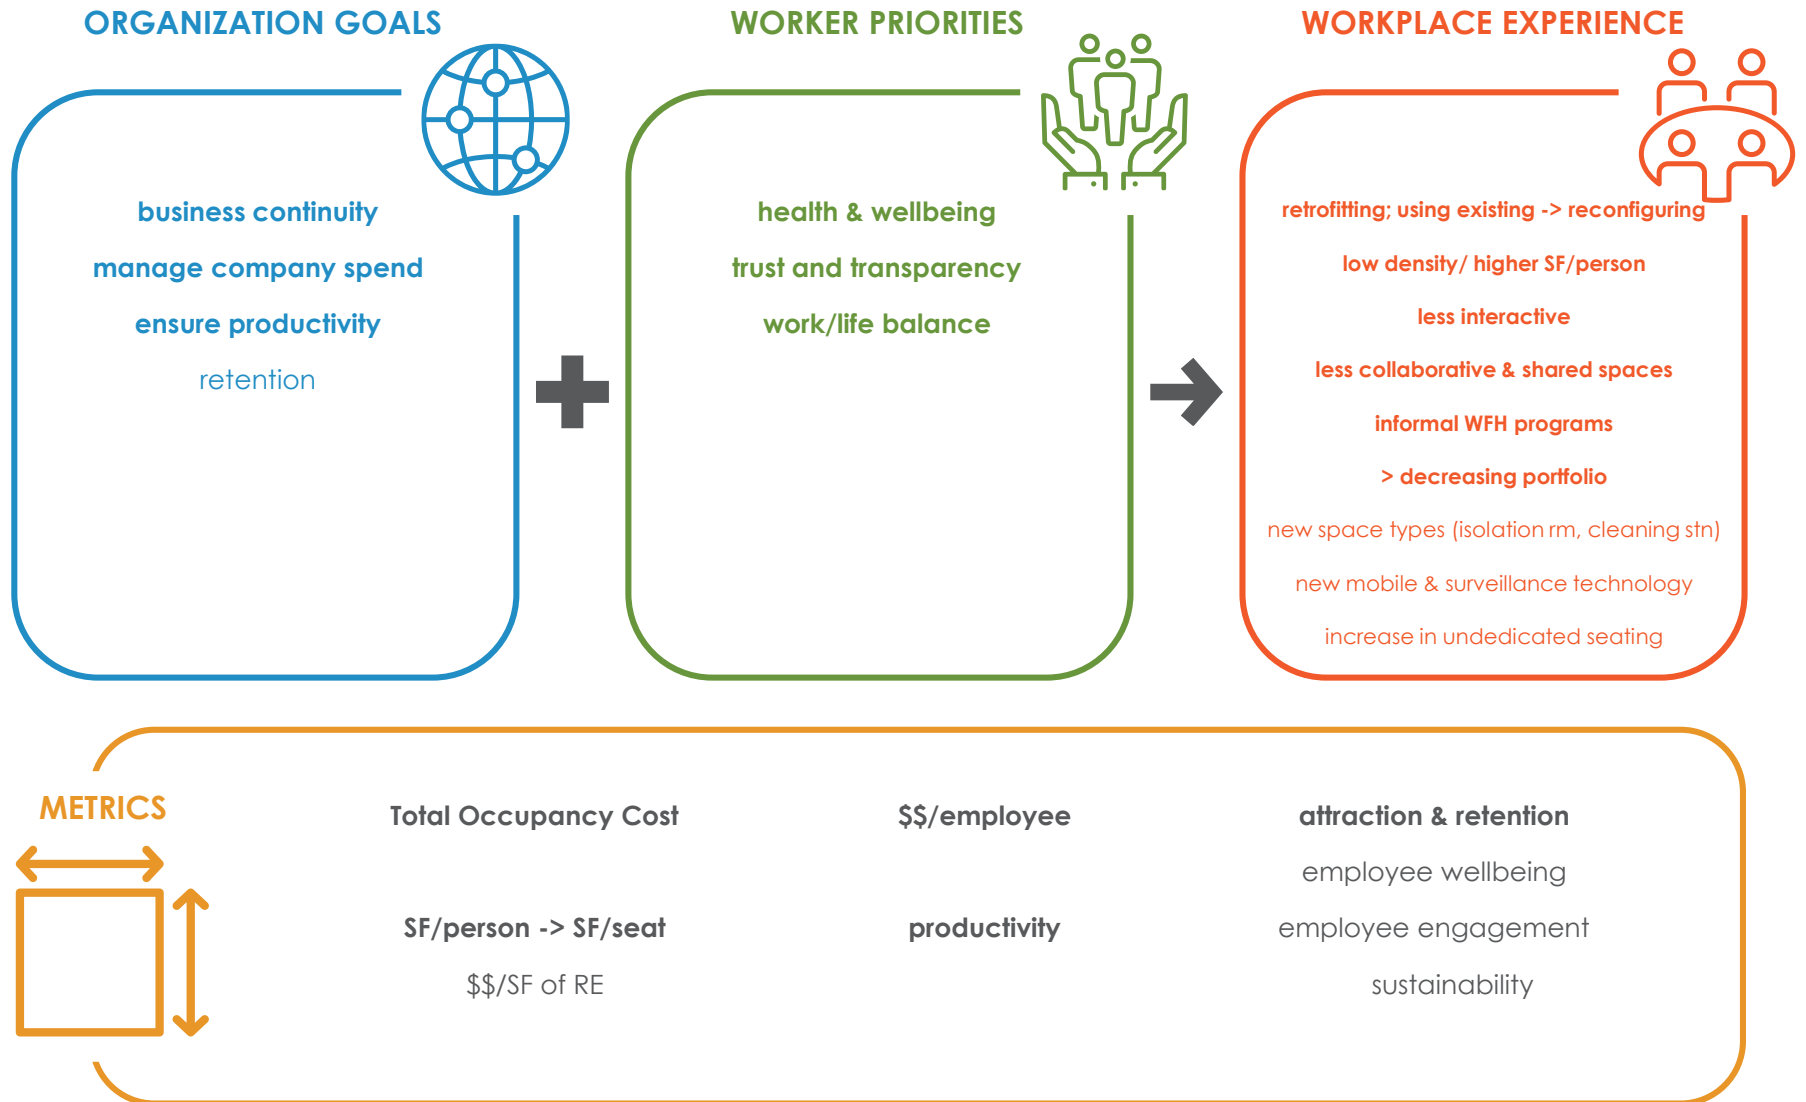 ORGANIZATION GOALS
business continuity
manage company spend
ensure productivity
retention
WORKER PRIORITIES
health & wellbeing
trust and transparency
work/life balance
WORKPLACE EXPERIENCE
retrofitting; using existing -> reconfiguring
low density/ higher SF/person
less interactive
less collaborative & shared spaces
informal WFH programs
> decreasing portfolio
new space types (isolation rm, cleaning stn)
new mobile & surveillance technology
increase in undedicated seating
METRICS
Total Occupancy Cost
SF/person -> SF/seat
$$/SF of RE
$$/employee
productivity
attraction & retention
employee wellbeing
employee engagement
sustainability